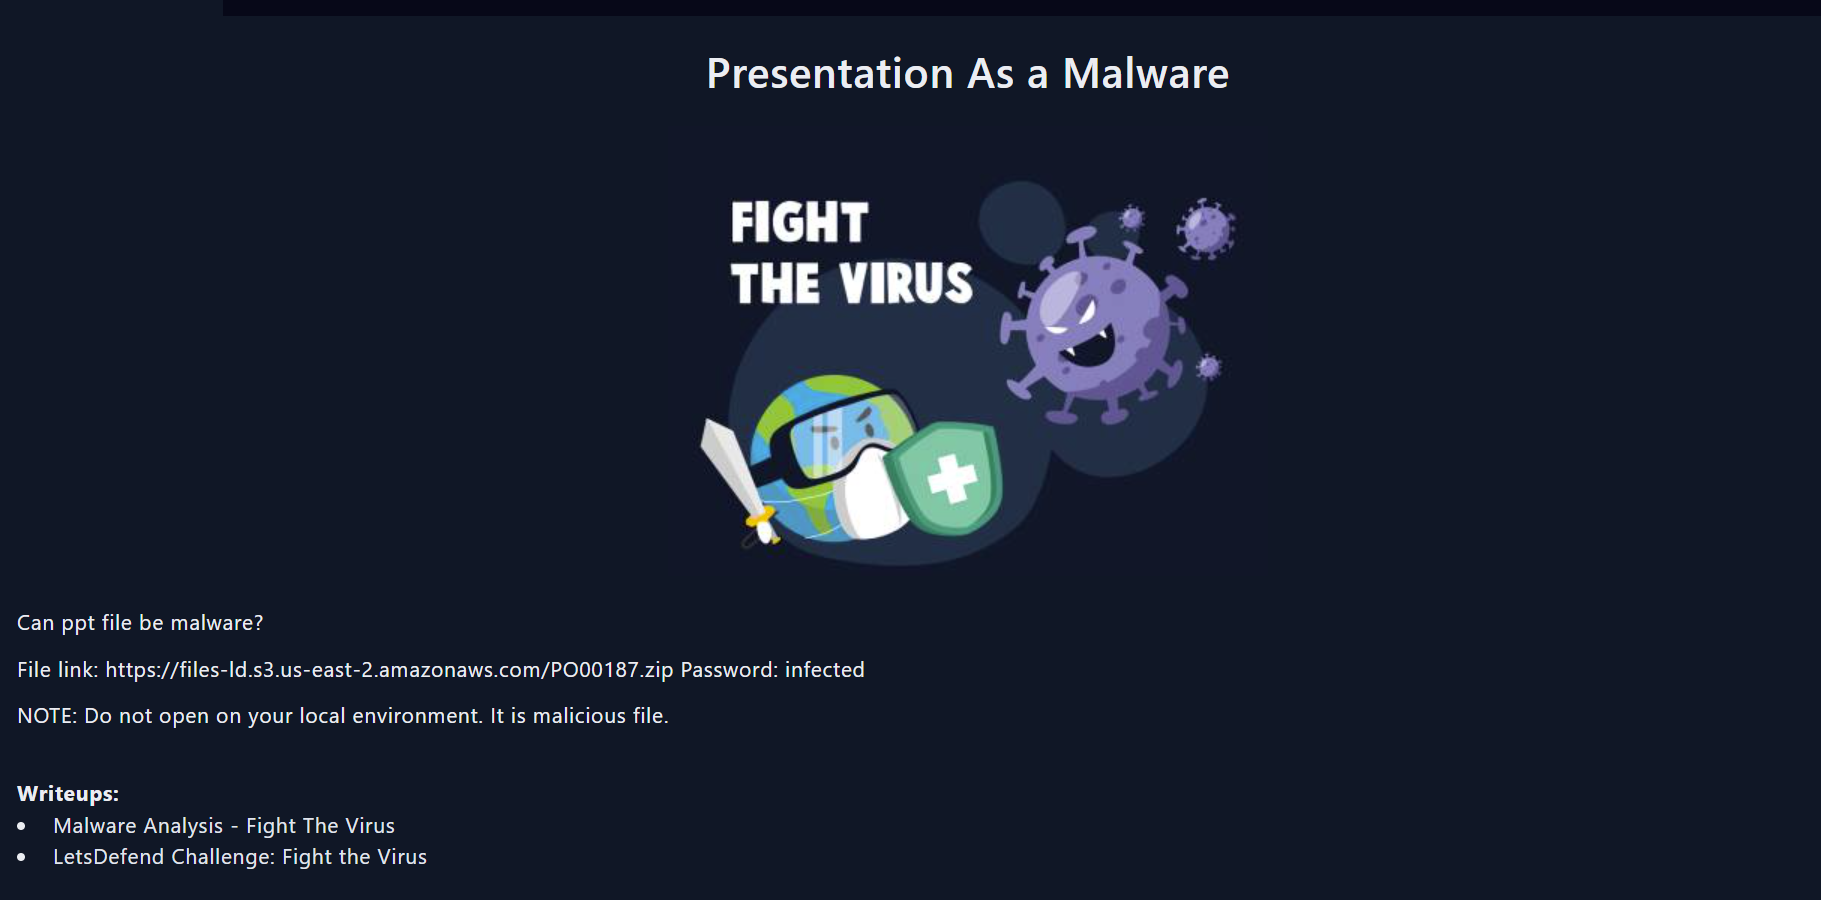 Presentation As a Malware
FIGHT
THE VIRUS
Can ppt file be malware?
File link: https://files-ld.s3.us-east-2.amazonaws.com/PO00187.zip Password: infected
NOTE: Do not open on your local environment. It is malicious file.
Writeups:
• Malware Analysis - Fight The Virus
• LetsDefend Challenge: Fight the Virus